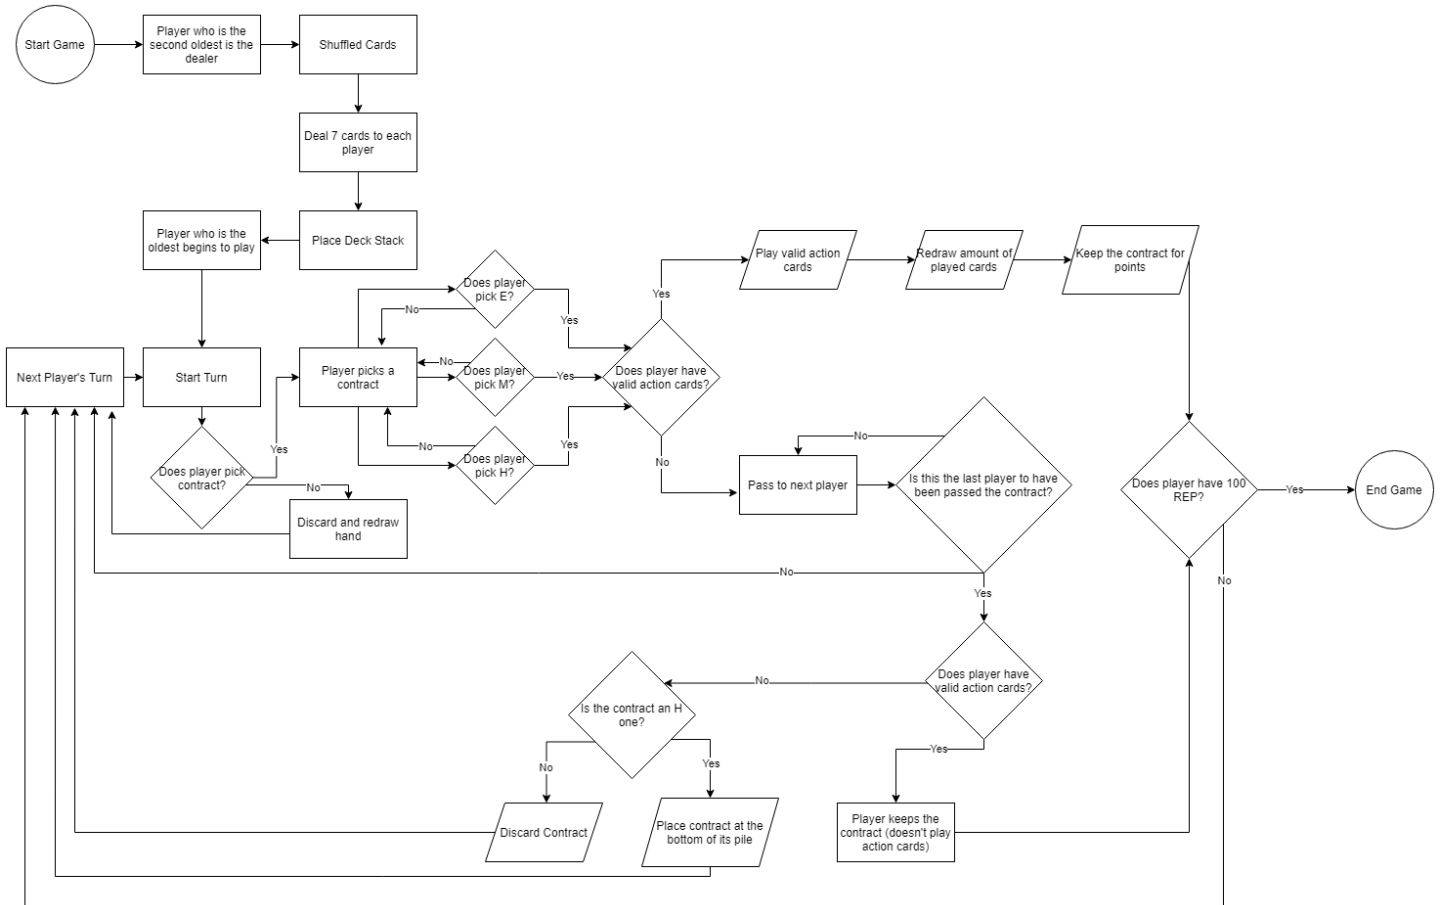 Start Game
Player who is the
second oldest is the
dealer
Shuffled Cards
Deal 7 cards to each
player
Place Deck Stack
Player who is the
oldest begins to play
Next Player's Turn
Start Turn
Does player pick
contract?
Yes
No
Discard and redraw
hand
Player picks a
contract
Does player
pick E?
No
Yes
Does player
pick M?
No
Yes
Does player
pick H?
No
Yes
Does player have
valid action cards?
Yes
No
Play valid action
cards
Redraw amount of
played cards
Keep the contract for
points
Pass to next player
No
Is this the last player to have
been passed the contract?
No
Yes
Does player have 100
REP?
Yes
No
End Game
Does player have
valid action cards?
No
Yes
Is the contract an H
one?
No
Yes
Discard Contract
Place contract at the
bottom of its pile
Player keeps the
contract (doesn't play
action cards)